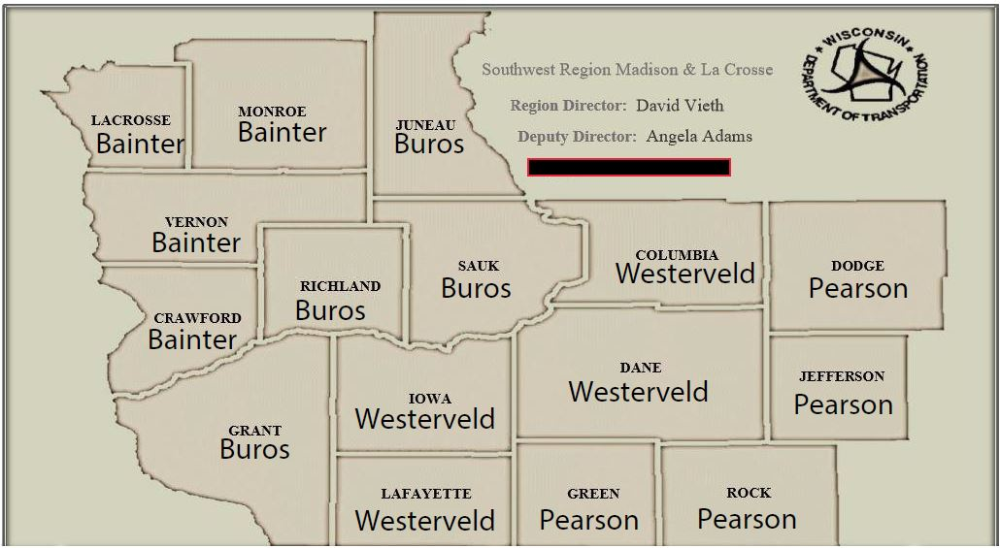 WISCONSIN
DEPARTMENT OF TRANSPORTATION
Southwest Region Madison & La Crosse
Region Director: David Vieth
Deputy Director: Angela Adams
LACROSSE
Bainter
MONROE
Bainter
JUNEAU
Buros
VERNON
Bainter
RICHLAND
Buros
SAUK
Buros
COLUMBIA
Westerveld
DODGE
Pearson
CRAWFORD
Bainter
GRANT
Buros
IOWA
Westerveld
DANE
Westerveld
JEFFERSON
Pearson
LAFAYETTE
Westerveld
GREEN
Pearson
ROCK
Pearson